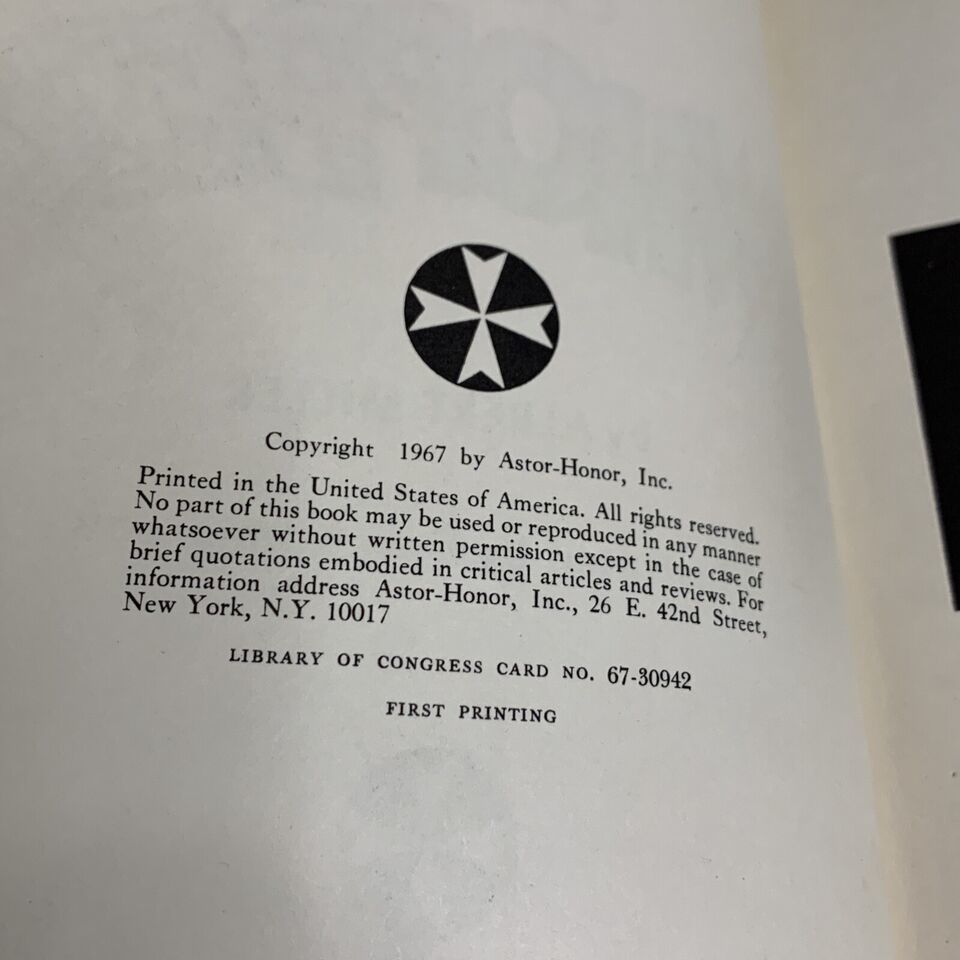 Copyright 1967 by Astor-Honor, Inc.
Printed in the United States of America. All rights reserved.
No part of this book may be used or reproduced in any manner
whatsoever without written permission except in the case of
brief quotations embodied in critical articles and reviews. For
information address Astor-Honor, Inc., 26 E. 42nd Street,
New York, N.Y. 10017
LIBRARY OF CONGRESS CARD NO. 67-30942
FIRST PRINTING